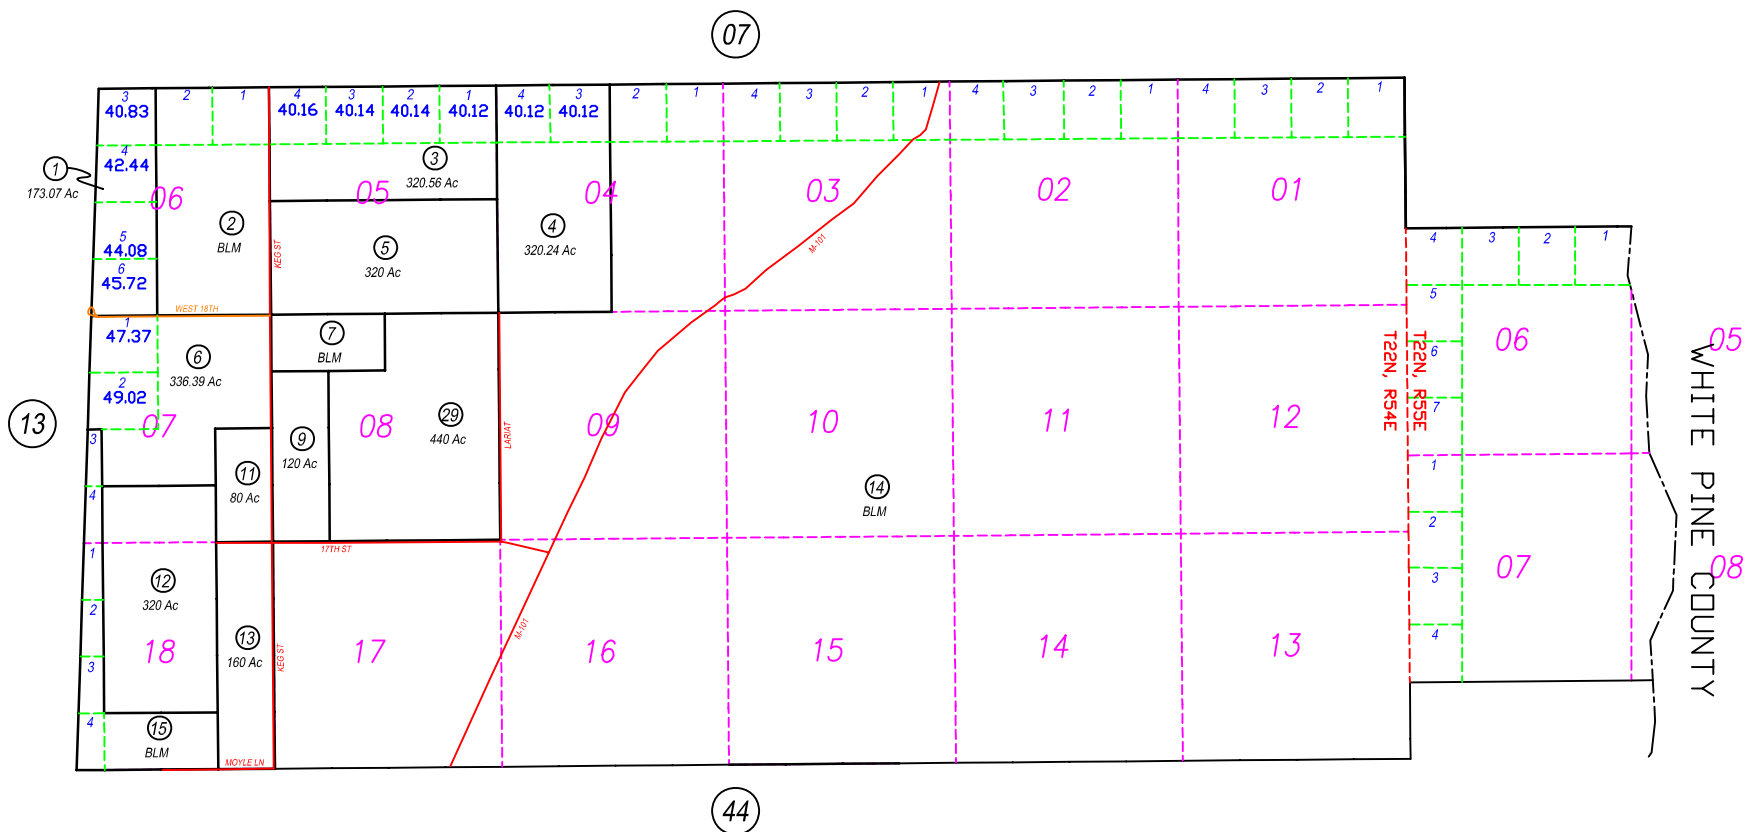 07
3 2 1 4 3 2 1 4 3 2 1 4 3 2 1 4 3 2 1 4 3 2 1
40.83 40.16 40.14 40.14 40.12 40.12 40.12
4
42.44
1
173.07 Ac
06
3
320.56 Ac
05
04
03
02
01
2
BLM
4
320.24 Ac
5
320 Ac
KEG ST
M-101
5
44.08
6
45.72
WEST 18TH
4 3 2 1
5
6
7
06
05
T22N, R54E
T22N, R55E
WHITE PINE COUNTY
1
47.37
6
336.39 Ac
7
BLM
2
49.02
13
07
3
9
120 Ac
08
29
440 Ac
LARIAT
09
10
11
12
11
80 Ac
14
BLM
4
1
2
3
4
07
08
17TH ST
1
12
320 Ac
2
18
3
13
160 Ac
KEG ST
17
M-101
16
15
14
13
4
15
BLM
MOYLE LN
44